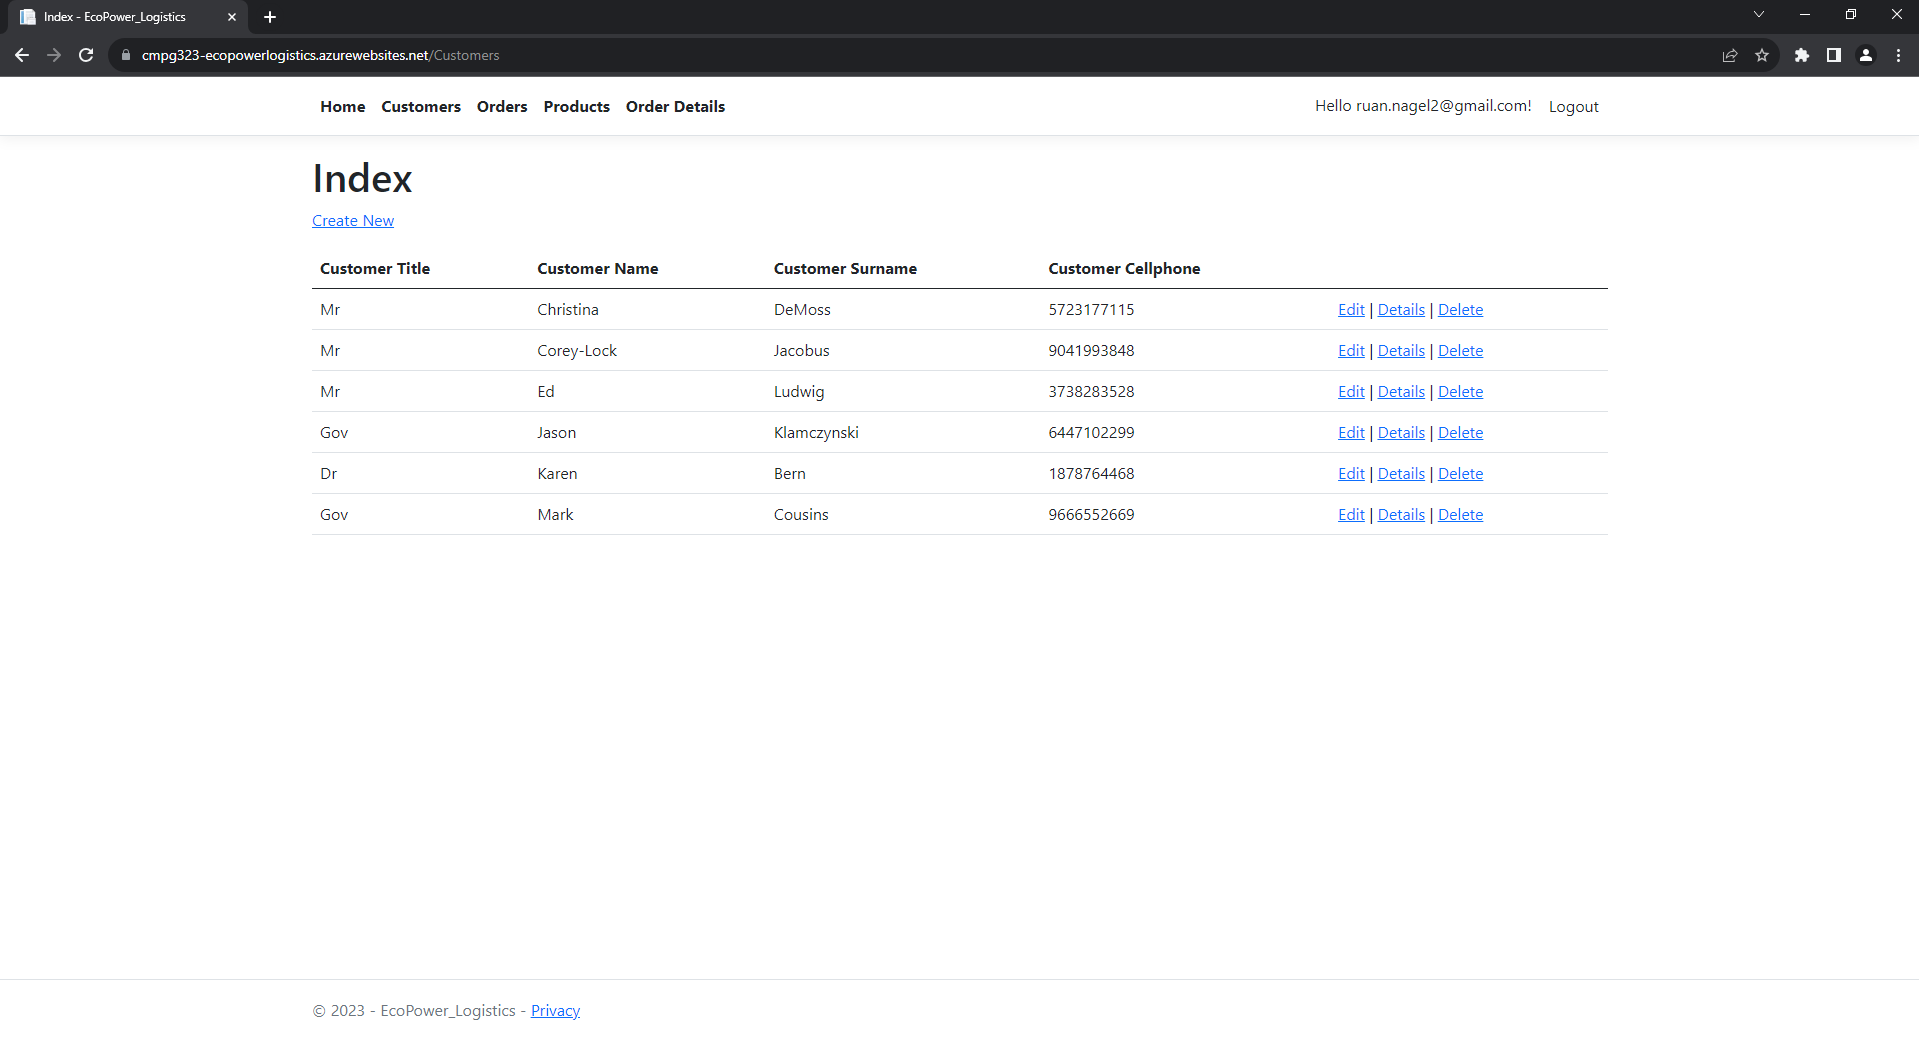 Index - EcoPower_Logistics
cmpg323-ecopowerlogistics.azurewebsites.net/Customers
Home Customers Orders Products Order Details Hello ruan.nagel2@gmail.com! Logout
Index
Create New
Customer Title Customer Name Customer Surname Customer Cellphone
Mr Christina DeMoss 5723177115 Edit | Details | Delete
Mr Corey-Lock Jacobus 9041993848 Edit | Details | Delete
Mr Ed Ludwig 3738283528 Edit | Details | Delete
Gov Jason Klamczynski 6447102299 Edit | Details | Delete
Dr Karen Bern 1878764468 Edit | Details | Delete
Gov Mark Cousins 9666552669 Edit | Details | Delete
© 2023 - EcoPower_Logistics - Privacy